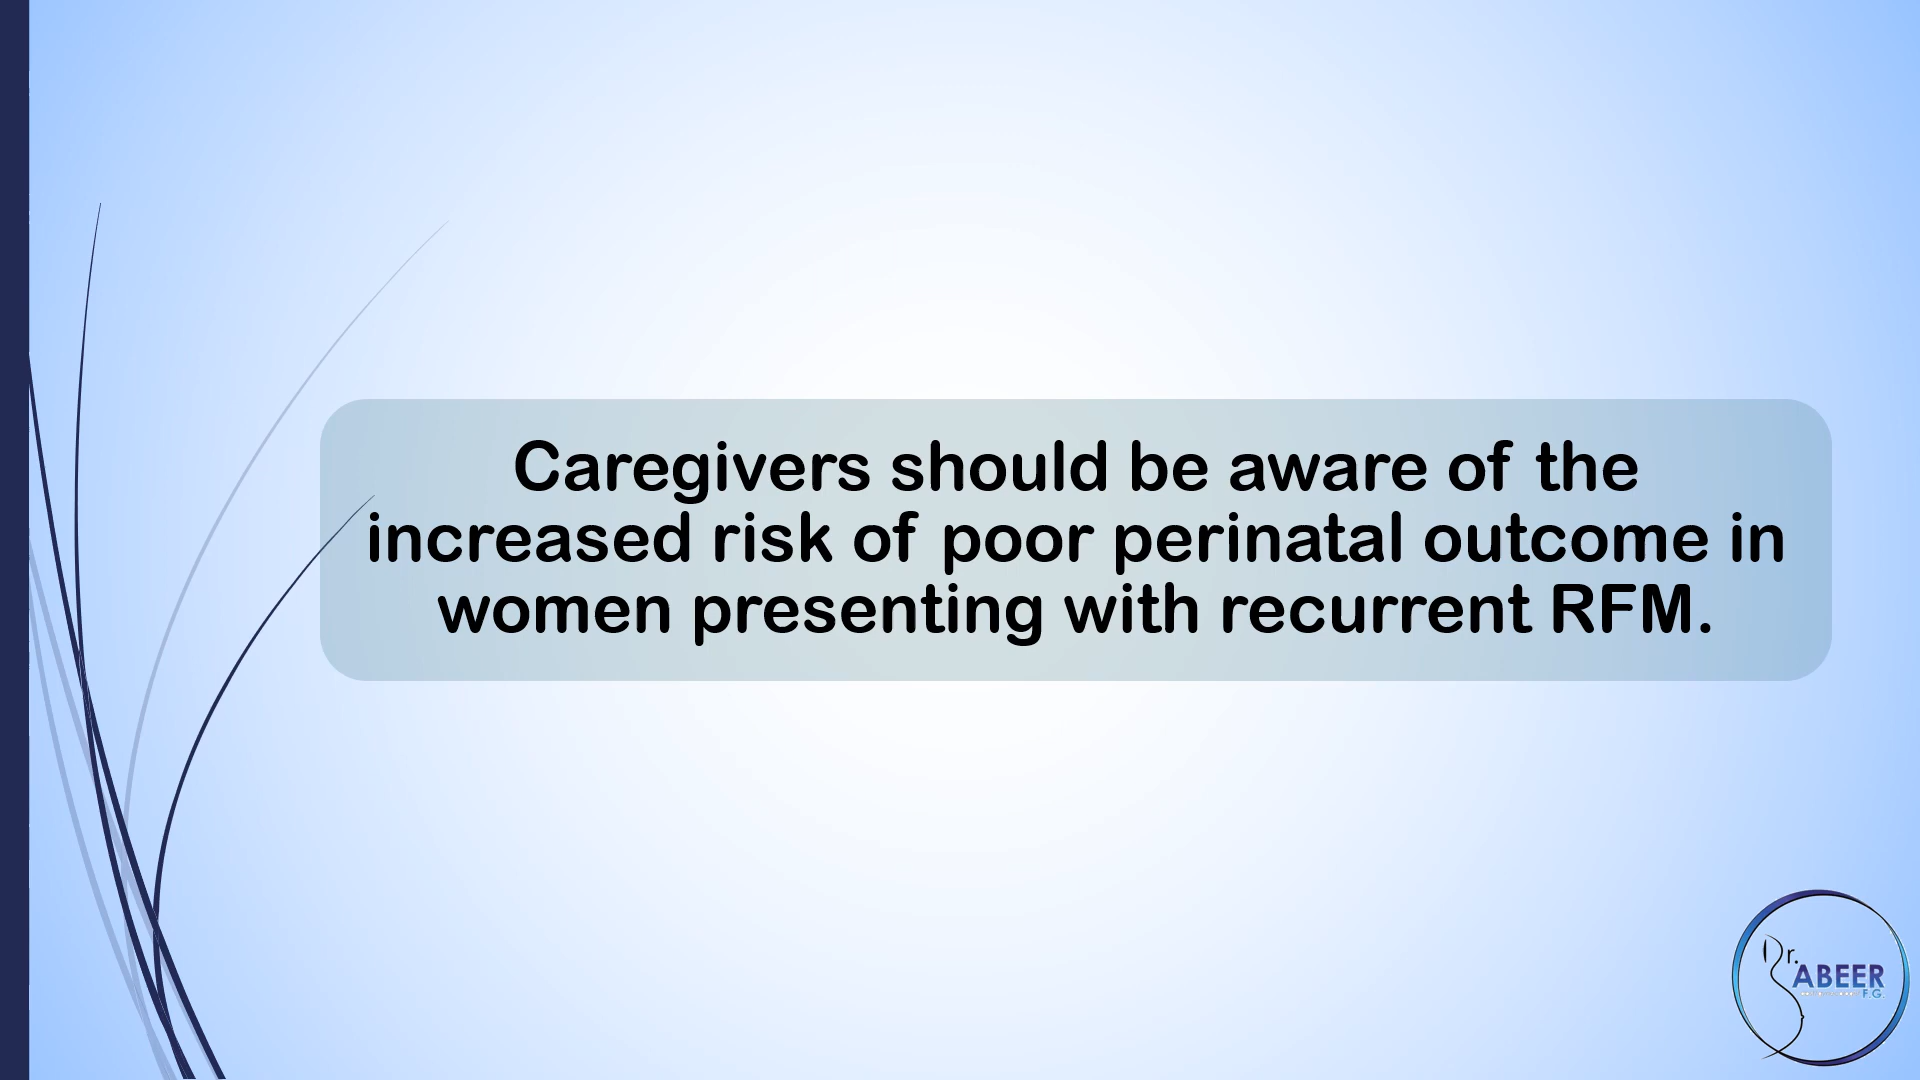 Caregivers should be aware of the
increased risk of poor perinatal outcome in
women presenting with recurrent RFM.
Dr.
ABEER
F.G.